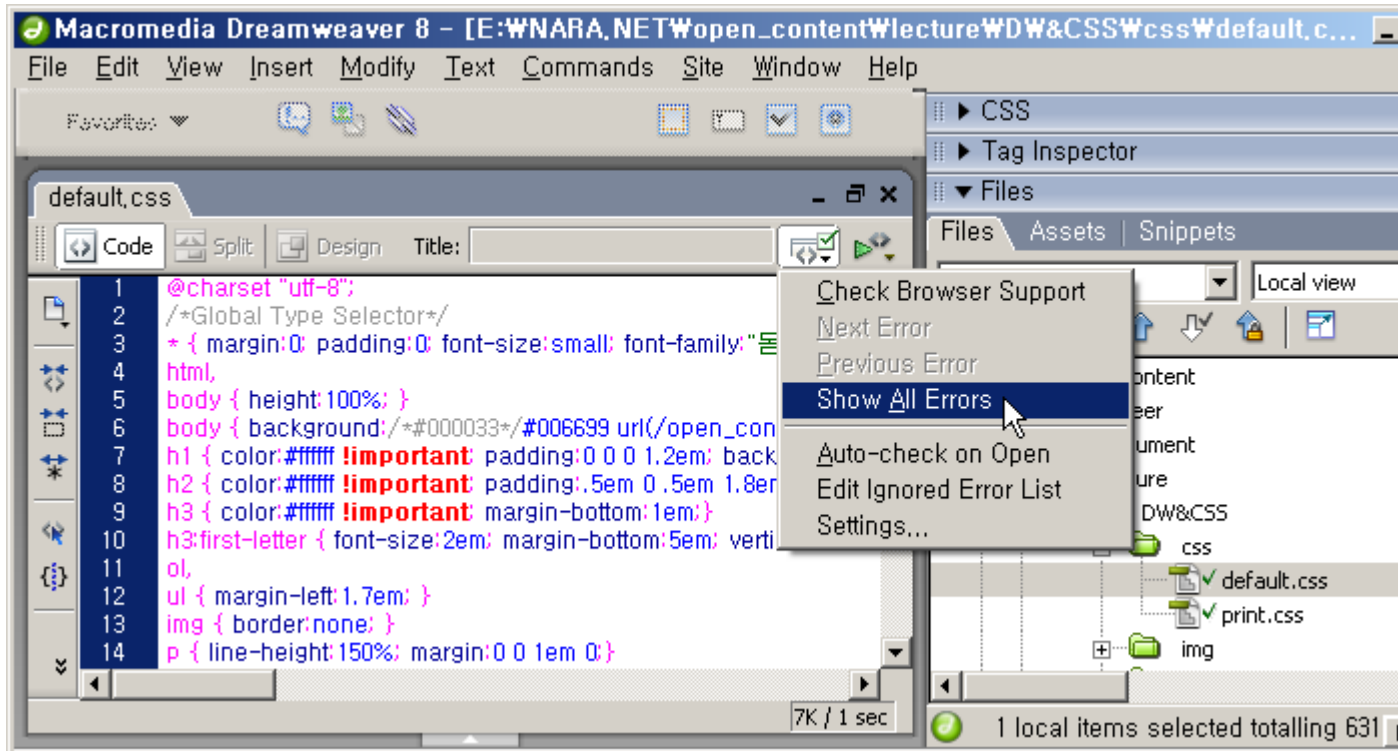 Macromedia Dreamweaver 8 - [E:₩NARA.NET₩open_content₩lecture₩DW&CSS₩css₩default.c...
File Edit View Insert Modify Text Commands Site Window Help
Favorites
CSS
Tag Inspector
Files
default.css
Files Assets | Snippets
Code Split Design Title:
Local view
Check Browser Support
Next Error
Previous Error
Show All Errors
Auto-check on Open
Edit Ignored Error List
Settings...
1 @charset "utf-8";
2 /*Global Type Selector*/
3 * { margin:0; padding:0; font-size:small; font-family:"돋
4 html,
5 body { height:100%; }
6 body { background:/*#000033*/#006699 url(/open_con
7 h1 { color:#ffffff !important; padding:0 0 0 1.2em; back
8 h2 { color:#ffffff !important; padding:.5em 0 .5em 1.8em
9 h3 { color:#ffffff !important; margin-bottom:1em;}
10 h3:first-letter { font-size:2em; margin-bottom:5em; verti
11 ol,
12 ul { margin-left:1.7em; }
13 img { border:none; }
14 p { line-height:150%; margin:0 0 1em 0;}
ontent
eer
ument
ure
DW&CSS
css
default.css
print.css
img
7K / 1 sec
1 local items selected totalling 631